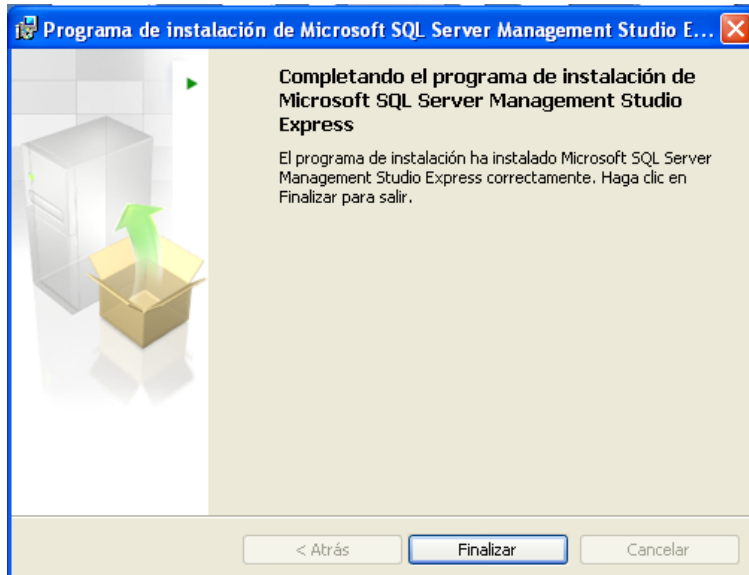 Programa de instalación de Microsoft SQL Server Management Studio E...
Completando el programa de instalación de
Microsoft SQL Server Management Studio
Express
El programa de instalación ha instalado Microsoft SQL Server
Management Studio Express correctamente. Haga clic en
Finalizar para salir.
< Atrás
Finalizar
Cancelar